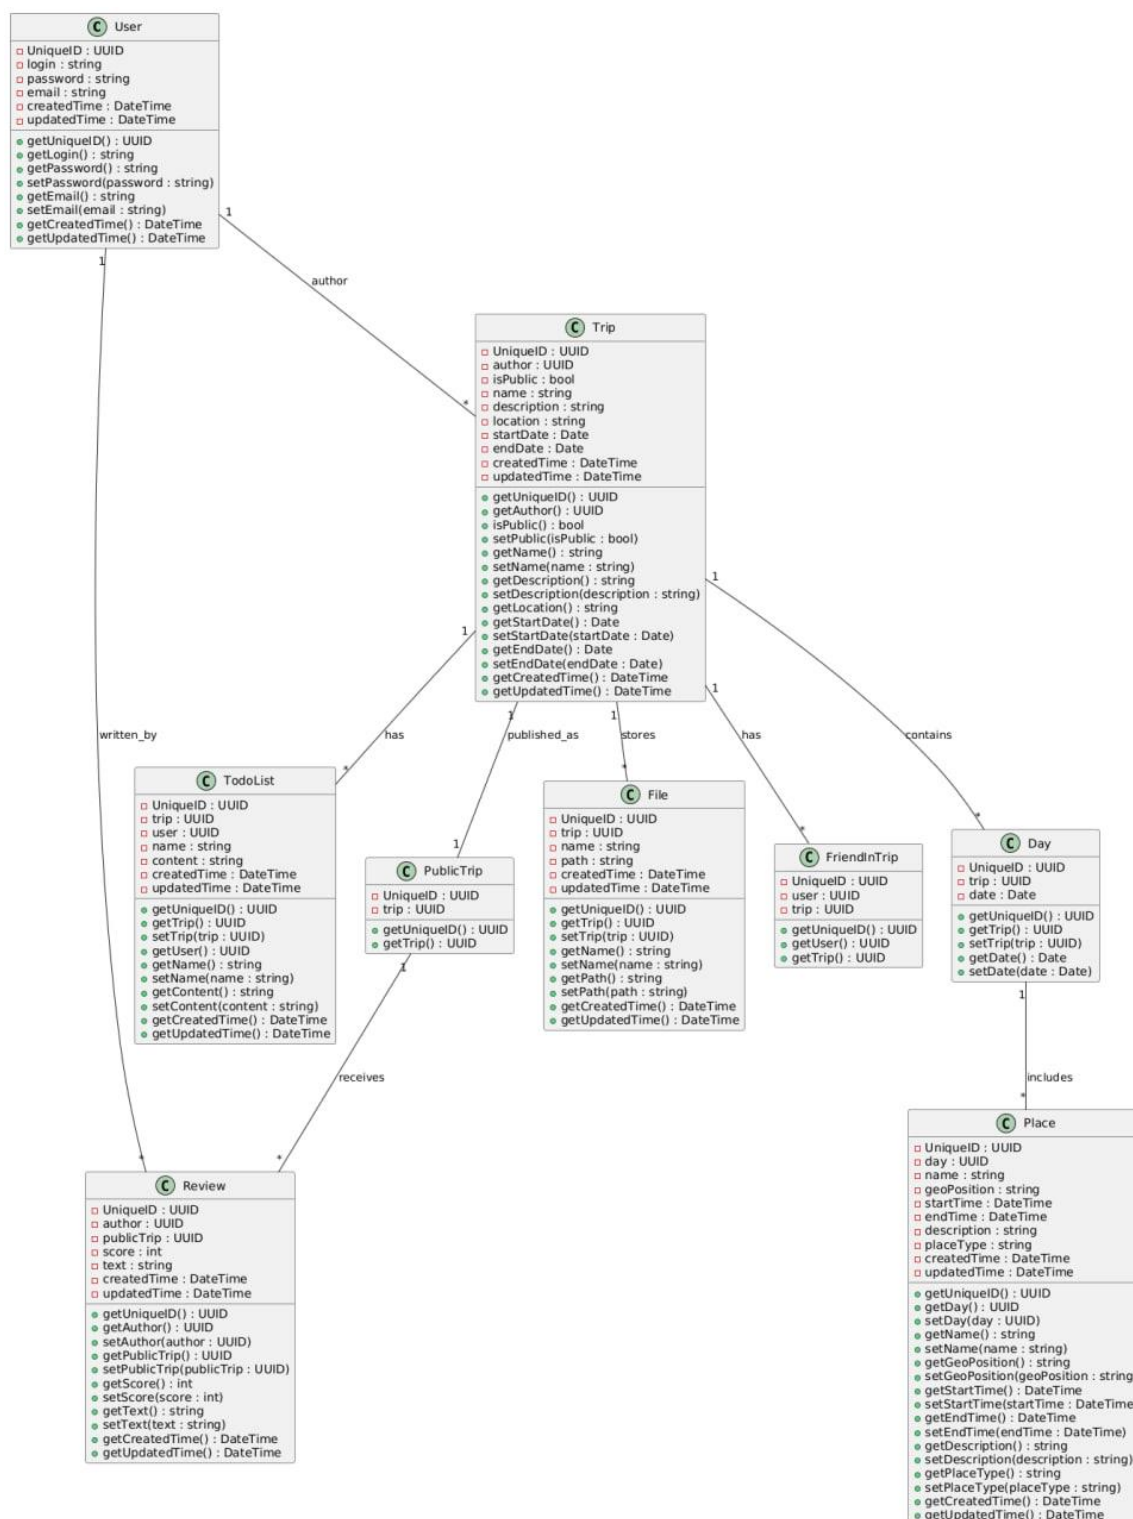 C User
UniqueID : UUID
login : string
password : string
email : string
createdTime : DateTime
updatedTime : DateTime
getUniqueID() : UUID
getLogin() : string
getPassword() : string
setPassword(password : string)
getEmail() : string
setEmail(email : string)
getCreatedTime() : DateTime
getUpdatedTime() : DateTime
1
1
author
*
C Trip
UniqueID : UUID
author : UUID
isPublic : bool
name : string
description : string
location : string
startDate : Date
endDate : Date
createdTime : DateTime
updatedTime : DateTime
getUniqueID() : UUID
getAuthor() : UUID
isPublic() : bool
setPublic(isPublic : bool)
getName() : string
setName(name : string)
getDescription() : string
setDescription(description : string)
getLocation() : string
getStartDate() : Date
setStartDate(startDate : Date)
getEndDate() : Date
setEndDate(endDate : Date)
getCreatedTime() : DateTime
getUpdatedTime() : DateTime
1
1
1
1
1
written_by
has
published_as
stores
has
contains
*
1
*
*
*
C TodoList
UniqueID : UUID
trip : UUID
user : UUID
name : string
content : string
createdTime : DateTime
updatedTime : DateTime
getUniqueID() : UUID
getTrip() : UUID
setTrip(trip : UUID)
getUser() : UUID
getName() : string
setName(name : string)
getContent() : string
setContent(content : string)
getCreatedTime() : DateTime
getUpdatedTime() : DateTime
C PublicTrip
UniqueID : UUID
trip : UUID
getUniqueID() : UUID
getTrip() : UUID
1
C File
UniqueID : UUID
trip : UUID
name : string
path : string
createdTime : DateTime
updatedTime : DateTime
getUniqueID() : UUID
getTrip() : UUID
setTrip(trip : UUID)
getName() : string
setName(name : string)
getPath() : string
setPath(path : string)
getCreatedTime() : DateTime
getUpdatedTime() : DateTime
C FriendInTrip
UniqueID : UUID
user : UUID
trip : UUID
getUniqueID() : UUID
getUser() : UUID
getTrip() : UUID
C Day
UniqueID : UUID
trip : UUID
date : Date
getUniqueID() : UUID
getTrip() : UUID
setTrip(trip : UUID)
getDate() : Date
setDate(date : Date)
1
receives
includes
*
*
*
C Review
UniqueID : UUID
author : UUID
publicTrip : UUID
score : int
text : string
createdTime : DateTime
updatedTime : DateTime
getUniqueID() : UUID
getAuthor() : UUID
setAuthor(author : UUID)
getPublicTrip() : UUID
setPublicTrip(publicTrip : UUID)
getScore() : int
setScore(score : int)
getText() : string
setText(text : string)
getCreatedTime() : DateTime
getUpdatedTime() : DateTime
C Place
UniqueID : UUID
day : UUID
name : string
geoPosition : string
startTime : DateTime
endTime : DateTime
description : string
placeType : string
createdTime : DateTime
updatedTime : DateTime
getUniqueID() : UUID
getDay() : UUID
setDay(day : UUID)
getName() : string
setName(name : string)
getGeoPosition() : string
setGeoPosition(geoPosition : string
getStartTime() : DateTime
setStartTime(startTime : DateTime
getEndTime() : DateTime
setEndTime(endTime : DateTime)
getDescription() : string
setDescription(description : string)
getPlaceType() : string
setPlaceType(placeType : string)
getCreatedTime() : DateTime
getUpdatedTime() : DateTime